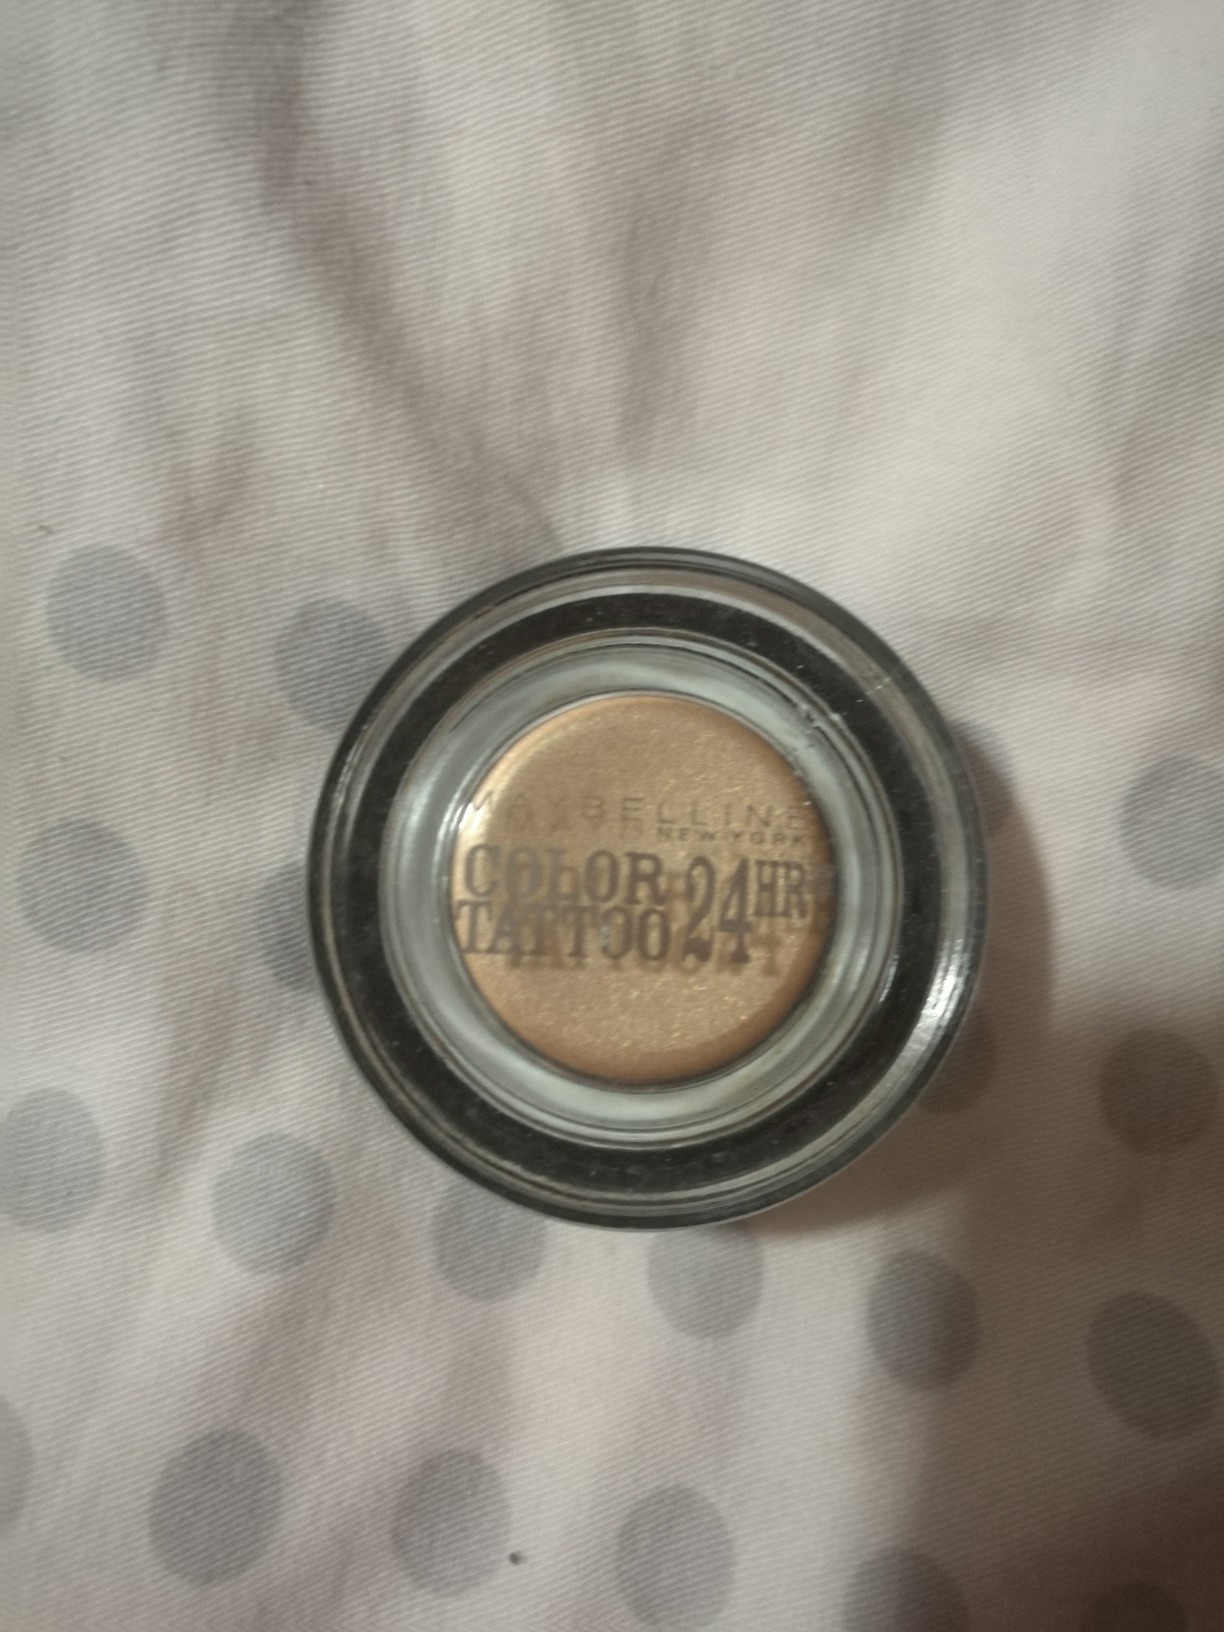 MAYBELLINE
NEW YORK
COLOR
TATTOO 24HR